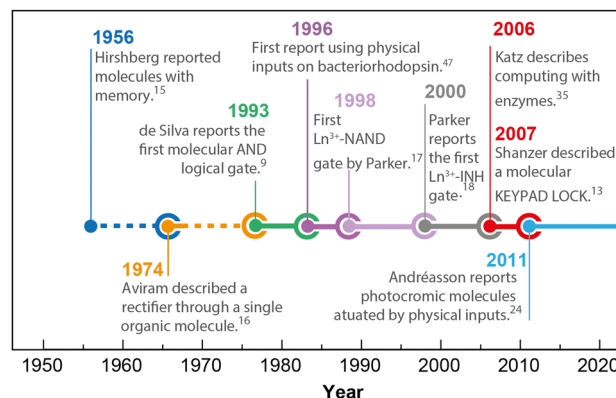 1956
Hirshberg reported
molecules with
memory.15
1993
de Silva reports the
first molecular AND
logical gate.9
1996
First report using physical
inputs on bacteriorhodopsin.47
1998
First
Ln3+-NAND
gate by Parker.17
2000
Parker
reports
the first
Ln3+-INH
gate.18
2006
Katz describes
computing with
enzymes.35
2007
Shanzer described
a molecular
KEYPAD LOCK.13
1974
Aviram described a
rectifier through a single
organic molecule.16
2011
Andréasson reports
photocromic molecules
atuated by physical inputs.24
1950 1960 1970 1980 1990 2000 2010 2020
Year